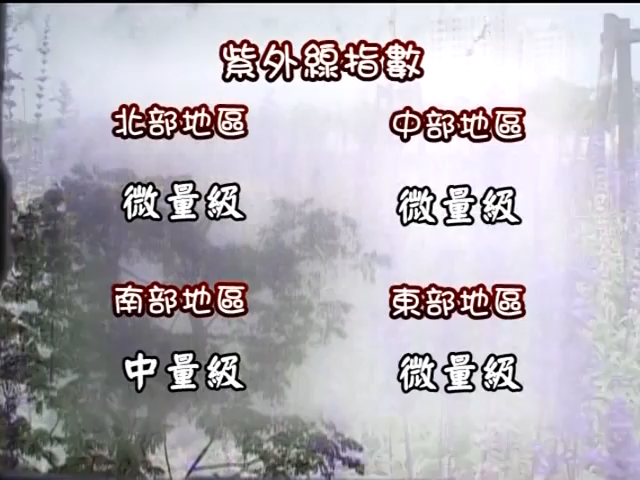 紫外線指數
北部地區 中部地區
微量級 微量級
南部地區 東部地區
中量級 微量級